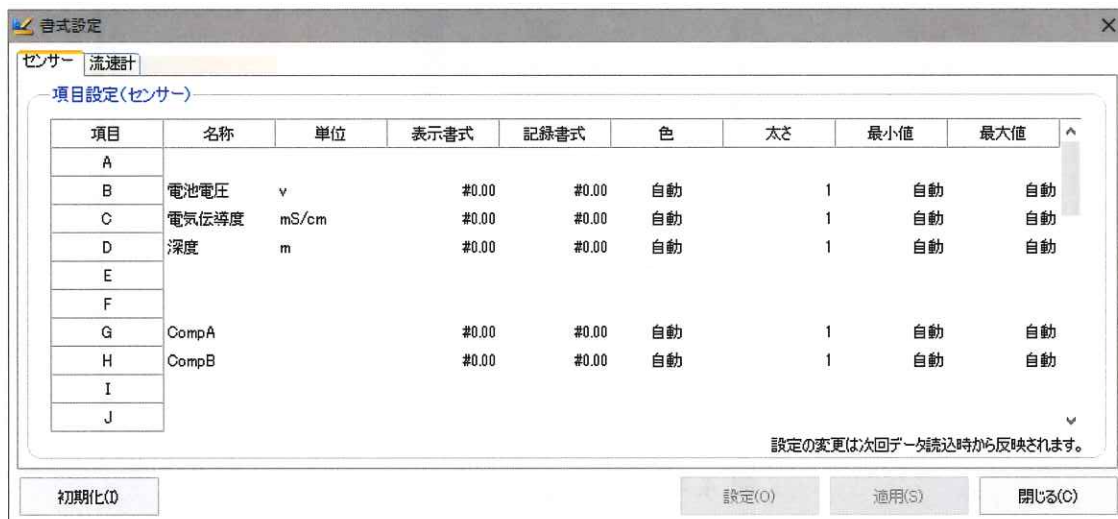 書式設定
センサー 流速計
項目設定(センサー)
項目 名称 単位 表示書式 記録書式 色 太さ 最小値 最大値
A
B 電池電圧 v #0.00 #0.00 自動 1 自動 自動
C 電気伝導度 mS/cm #0.00 #0.00 自動 1 自動 自動
D 深度 m #0.00 #0.00 自動 1 自動 自動
E
F
G CompA #0.00 #0.00 自動 1 自動 自動
H CompB #0.00 #0.00 自動 1 自動 自動
I
J
設定の変更は次回データ読込時から反映されます。
初期化(I) 設定(O) 適用(S) 閉じる(C)